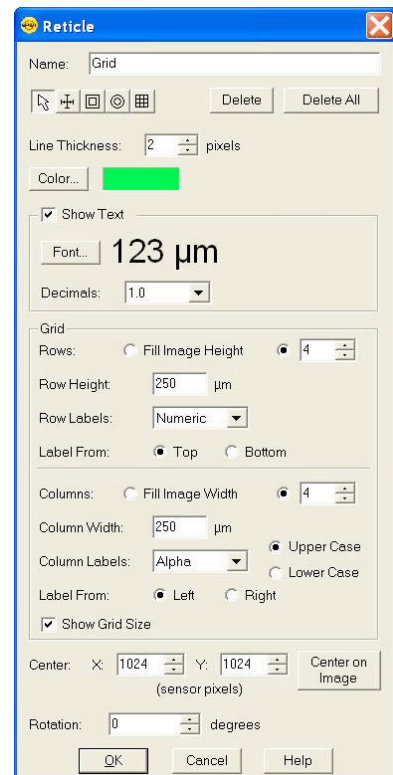 Reticle
Name: Grid
Delete Delete All
Line Thickness: 2 pixels
Color...
Show Text
Font... 123 µm
Decimals: 1.0
Grid
Rows: Fill Image Height 4
Row Height: 250 µm
Row Labels: Numeric
Label From: Top Bottom
Columns: Fill Image Width 4
Column Width: 250 µm
Upper Case
Column Labels: Alpha
Lower Case
Label From: Left Right
Show Grid Size
Center: X: 1024 Y: 1024 Center on Image
(sensor pixels)
Rotation: 0 degrees
OK Cancel Help